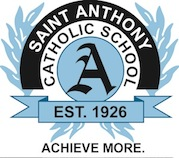 SAINT ANTHONY
CATHOLIC SCHOOL
A
EST. 1926
ACHIEVE MORE.